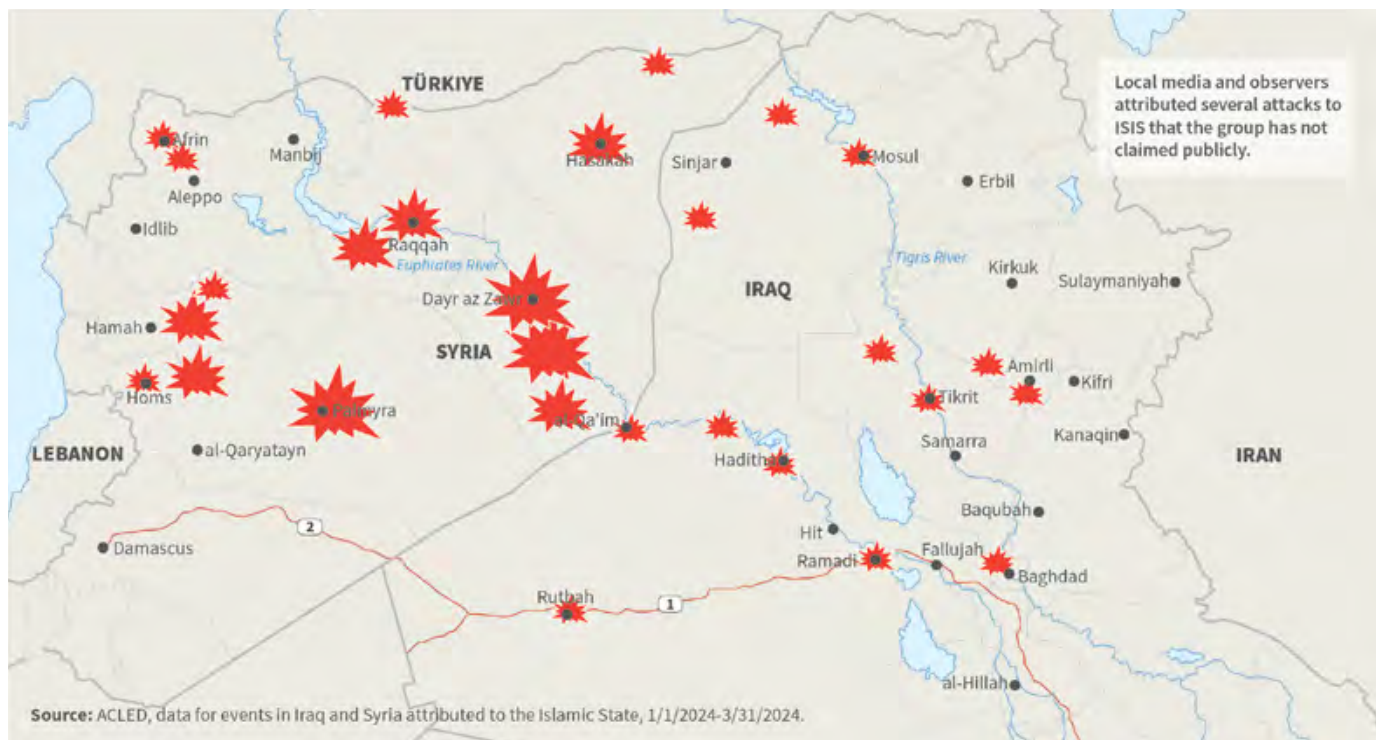 TÜRKIYE
Local media and observers
attributed several attacks to
ISIS that the group has not
claimed publicly.
Afrin
Manbij
Hasakah
Sinjar
Mosul
Aleppo
Erbil
Idlib
Raqqah
Euphrates River
Tigris River
Kirkuk
Sulaymaniyah
Dayr az Zawr
IRAQ
Hamah
SYRIA
Amirli
Kifri
Homs
Tikrit
Palmyra
al-Qa'im
Samarra
Kanaqin
LEBANON
al-Qaryatayn
Haditha
IRAN
Baqubah
2
Hit
Damascus
Ramadi
Fallujah
Baghdad
Rutbah
1
al-Hillah
Source: ACLED, data for events in Iraq and Syria attributed to the Islamic State, 1/1/2024-3/31/2024.